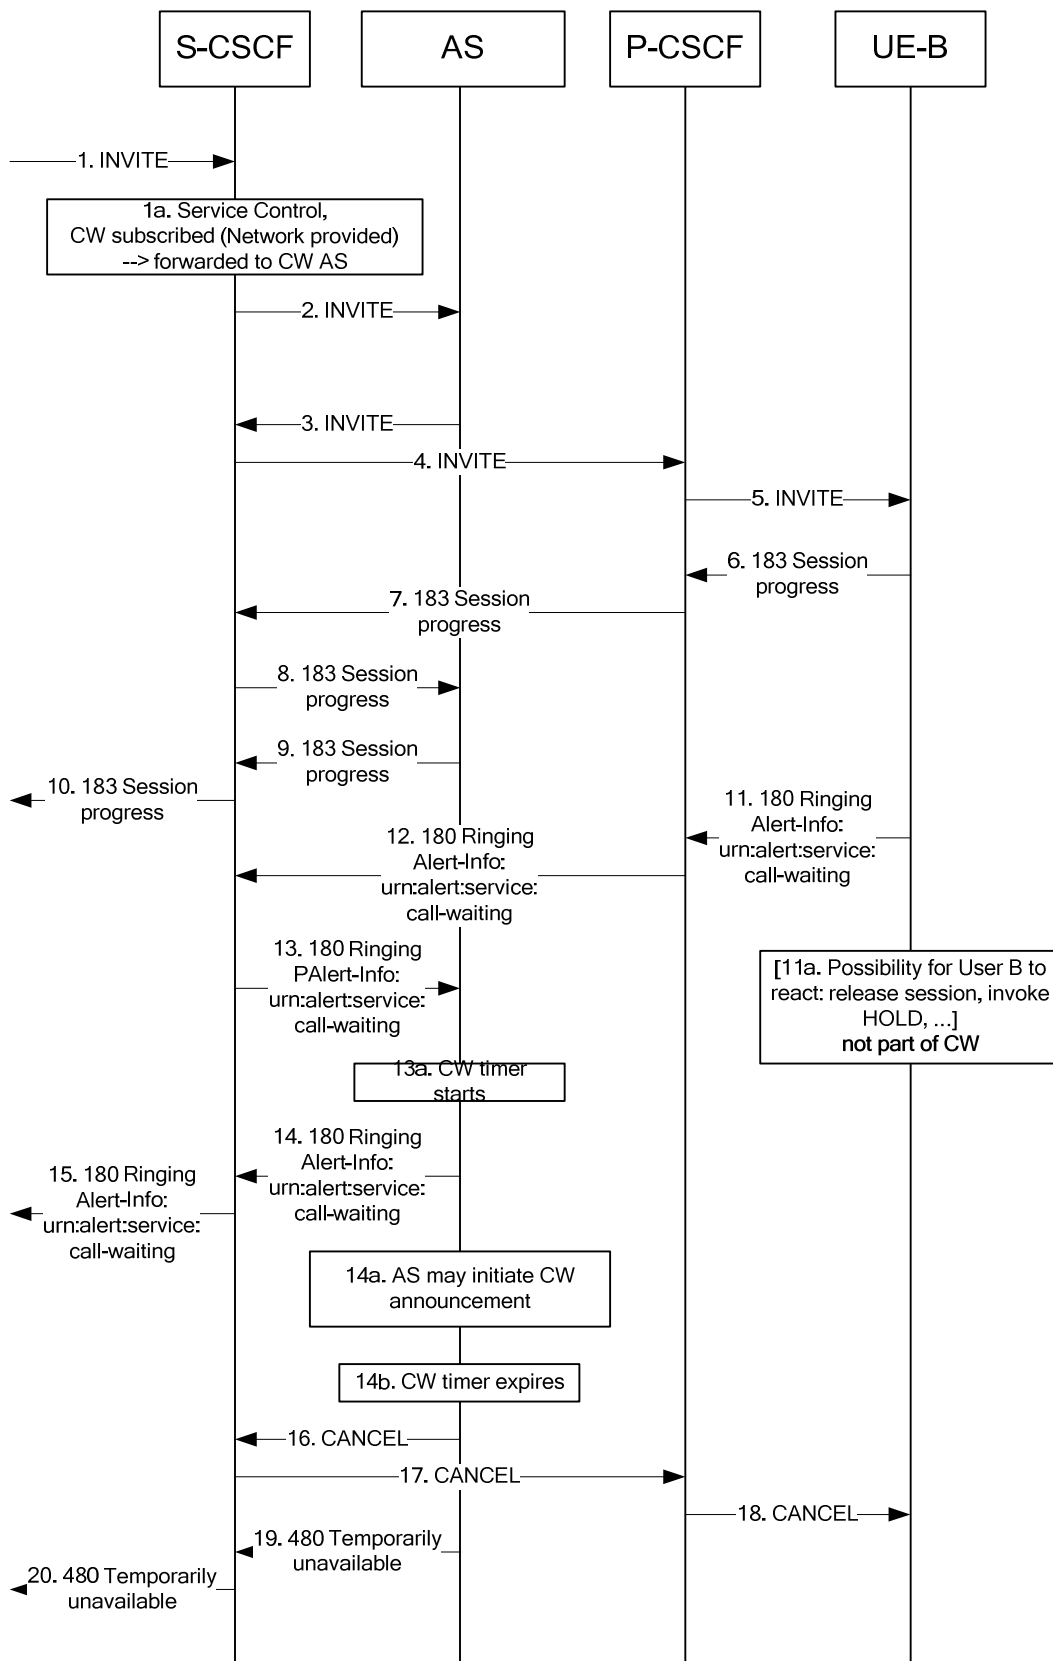 S-CSCF
AS
P-CSCF
UE-B
1. INVITE
1a. Service Control,
CW subscribed (Network provided)
--> forwarded to CW AS
2. INVITE
3. INVITE
4. INVITE
5. INVITE
6. 183 Session
progress
7. 183 Session
progress
8. 183 Session
progress
9. 183 Session
progress
10. 183 Session
progress
11. 180 Ringing
Alert-Info:
urn:alert:service:
call-waiting
12. 180 Ringing
Alert-Info:
urn:alert:service:
call-waiting
[11a. Possibility for User B to
react: release session, invoke
HOLD, ...]
not part of CW
13. 180 Ringing
PAlert-Info:
urn:alert:service:
call-waiting
13a. CW timer
starts
14. 180 Ringing
Alert-Info:
urn:alert:service:
call-waiting
15. 180 Ringing
Alert-Info:
urn:alert:service:
call-waiting
14a. AS may initiate CW
announcement
14b. CW timer expires
16. CANCEL
17. CANCEL
18. CANCEL
19. 480 Temporarily
unavailable
20. 480 Temporarily
unavailable